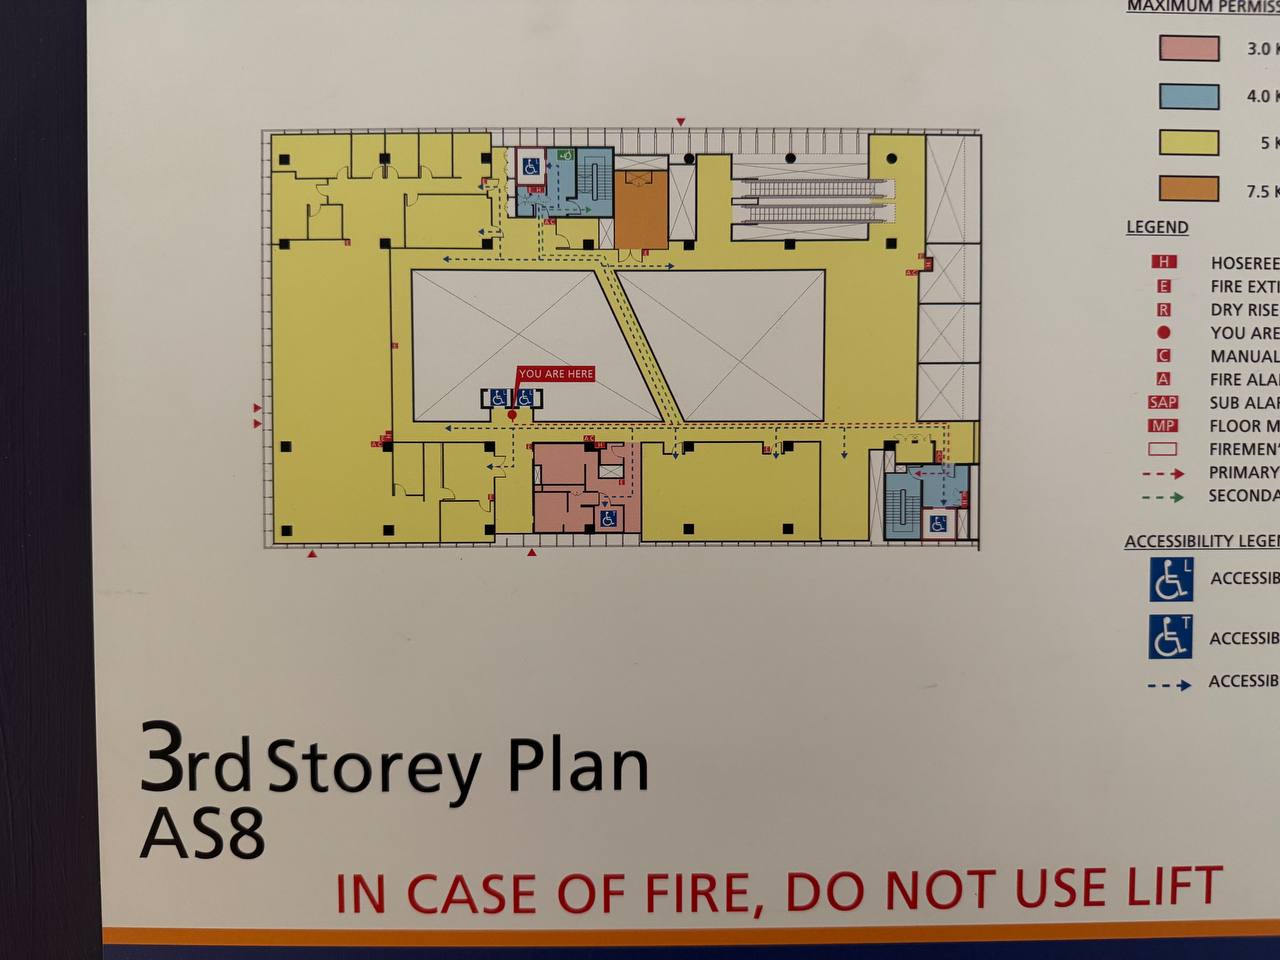 MAXIMUM PERMISS
3.0 K
4.0 K
5 K
7.5 K
LEGEND
H HOSEREE
E FIRE EXTI
R DRY RISE
YOU ARE
C MANUAL
A FIRE ALA
SAP SUB ALAR
MP FLOOR M
FIREMEN'
PRIMARY
SECONDA
ACCESSIBILITY LEGEN
L ACCESSIB
T ACCESSIB
ACCESSIB
YOU ARE HERE
3rd Storey Plan
AS8
IN CASE OF FIRE, DO NOT USE LIFT